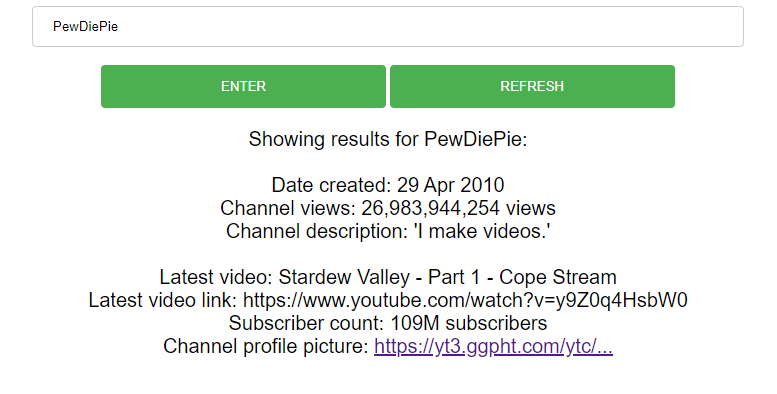 PewDiePie
ENTER REFRESH
Showing results for PewDiePie:
Date created: 29 Apr 2010
Channel views: 26,983,944,254 views
Channel description: 'I make videos.'
Latest video: Stardew Valley - Part 1 - Cope Stream
Latest video link: https://www.youtube.com/watch?v=y9Z0q4HsbW0
Subscriber count: 109M subscribers
Channel profile picture: https://yt3.ggpht.com/ytc/...